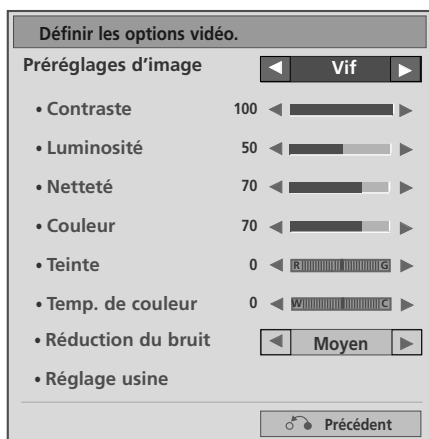 Définir les options vidéo.
Préréglages d'image ◄ Vif ►
• Contraste 100 ◄ ►
• Luminosité 50 ◄ ►
• Netteté 70 ◄ ►
• Couleur 70 ◄ ►
• Teinte 0 ◄ R G ►
• Temp. de couleur 0 ◄ W C ►
• Réduction du bruit ◄ Moyen ►
• Réglage usine
Précédent